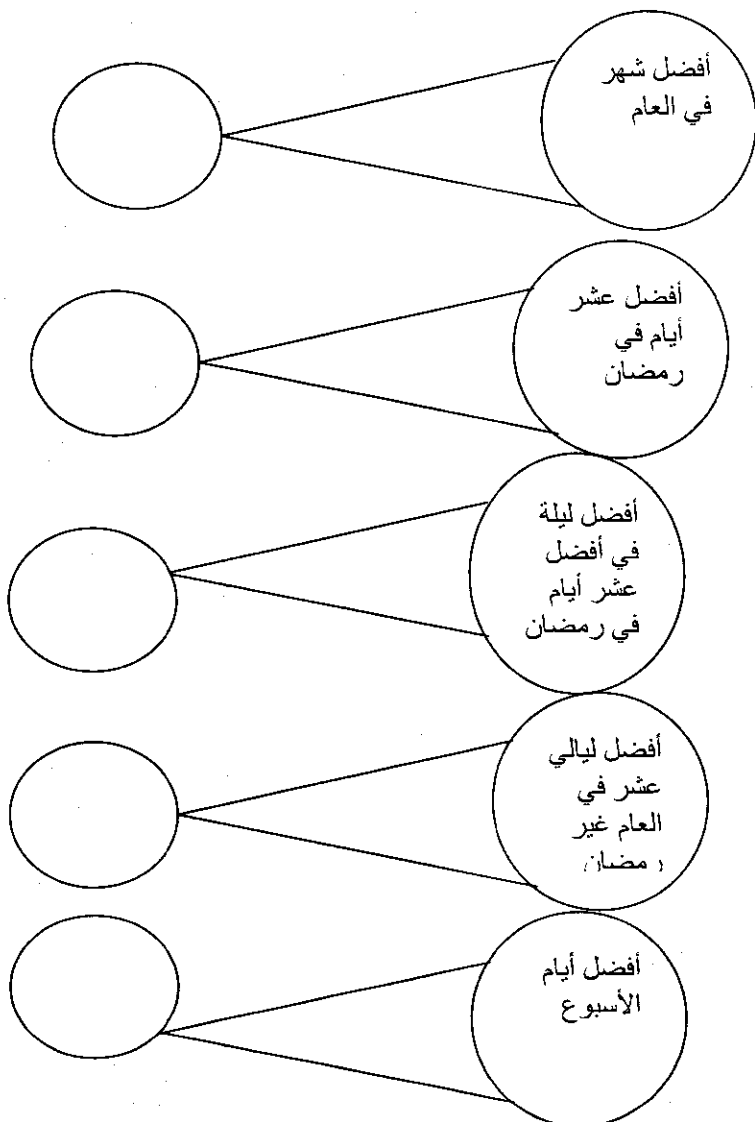 أفضل شهر
في العام
أفضل عشر
أيام في
رمضان
أفضل ليلة
في أفضل
عشر أيام
في رمضان
أفضل ليالي
عشر في
العام غير
رمضان
أفضل أيام
الأسبوع